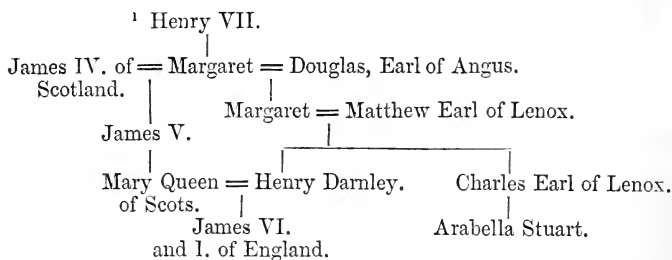 ¹ Henry VII.
James IV. of = Margaret = Douglas, Earl of Angus.
Scotland.
Margaret = Matthew Earl of Lenox.
James V.
Mary Queen = Henry Darnley. Charles Earl of Lenox.
of Scots.
James VI. Arabella Stuart.
and I. of England.